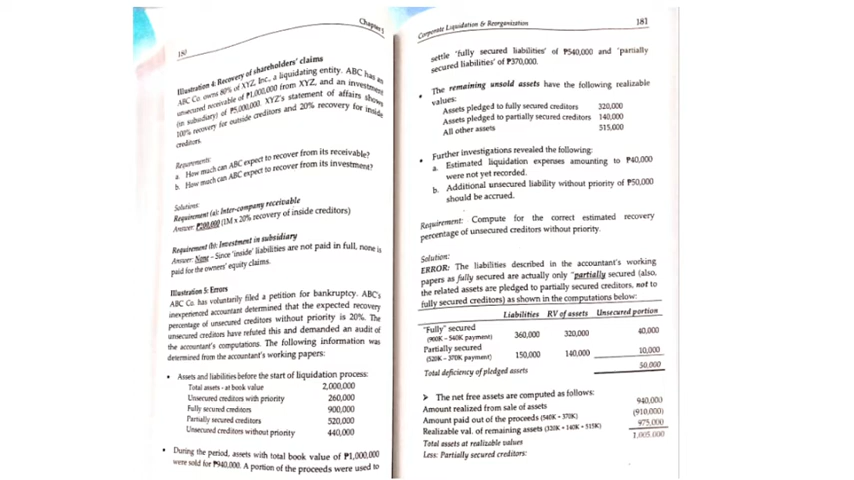 180
Chapter 5
Illustration 4: Recovery of shareholders' claims
ABC Co. owns 80% of XYZ, Inc., a liquidating entity. ABC has an
unsecured receivable of ₱1,000,000 from XYZ, and an investment
(in subsidiary) of ₱5,000,000. XYZ's statement of affairs shows
100% recovery for outside creditors and 20% recovery for inside
creditors.
Requirements:
a. How much can ABC expect to recover from its receivable?
b. How much can ABC expect to recover from its investment?
Solutions:
Requirement (a): Inter-company receivable
Answer: ₱200,000 (1M x 20% recovery of inside creditors)
Requirement (b): Investment in subsidiary
Answer: None – Since 'inside' liabilities are not paid in full, none is
paid for the owners' equity claims.
Illustration 5: Errors
ABC Co. has voluntarily filed a petition for bankruptcy. ABC's
inexperienced accountant determined that the expected recovery
percentage of unsecured creditors without priority is 20%. The
unsecured creditors have refuted this and demanded an audit of
the accountant's computations. The following information was
determined from the accountant's working papers:
• Assets and liabilities before the start of liquidation process:
Total assets - at book value 2,000,000
Unsecured creditors with priority 260,000
Fully secured creditors 900,000
Partially secured creditors 520,000
Unsecured creditors without priority 440,000
• During the period, assets with total book value of ₱1,000,000
were sold for ₱940,000. A portion of the proceeds were used to
Corporate Liquidation & Reorganization 181
settle 'fully secured liabilities' of ₱540,000 and 'partially
secured liabilities' of ₱370,000.
• The remaining unsold assets have the following realizable
values:
Assets pledged to fully secured creditors 320,000
Assets pledged to partially secured creditors 140,000
All other assets 515,000
• Further investigations revealed the following:
a. Estimated liquidation expenses amounting to ₱40,000
were not yet recorded.
b. Additional unsecured liability without priority of ₱50,000
should be accrued.
Requirement: Compute for the correct estimated recovery
percentage of unsecured creditors without priority.
Solution:
ERROR: The liabilities described in the accountant's working
papers as fully secured are actually only "partially secured (also,
the related assets are pledged to partially secured creditors, not to
fully secured creditors) as shown in the computations below:
Liabilities RV of assets Unsecured portion
"Fully" secured
(900K – 540K payment) 360,000 320,000 40,000
Partially secured
(520K – 370K payment) 150,000 140,000 10,000
Total deficiency of pledged assets 50,000
➤ The net free assets are computed as follows:
Amount realized from sale of assets 940,000
Amount paid out of the proceeds (540K + 370K) (910,000)
Realizable val. of remaining assets (320K + 140K + 515K) 975,000
Total assets at realizable values 1,005,000
Less: Partially secured creditors: